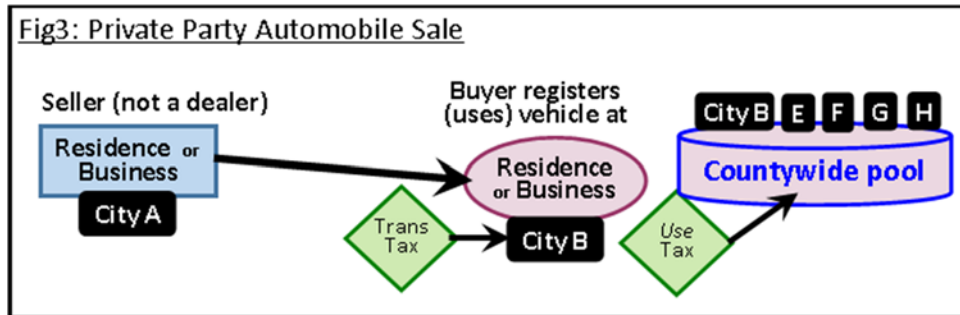 Fig3: Private Party Automobile Sale
Seller (not a dealer)
Residence or
Business
City A
Buyer registers
(uses) vehicle at
Residence
or Business
Trans
Tax
City B
City B E F G H
Countywide pool
Use
Tax